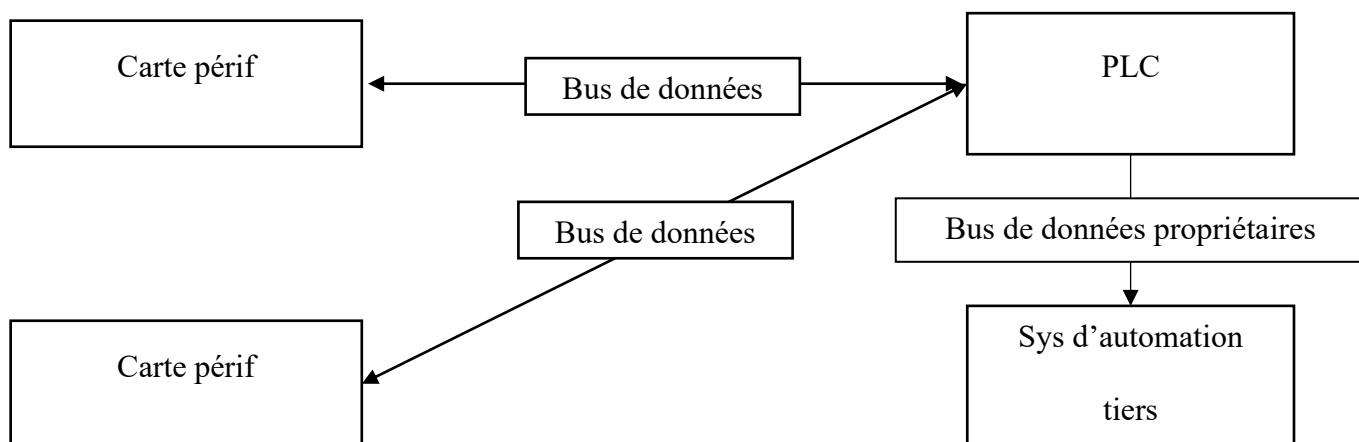 Carte périf
PLC
Bus de données
Bus de données
Bus de données propriétaires
Carte périf
Sys d’automation
tiers